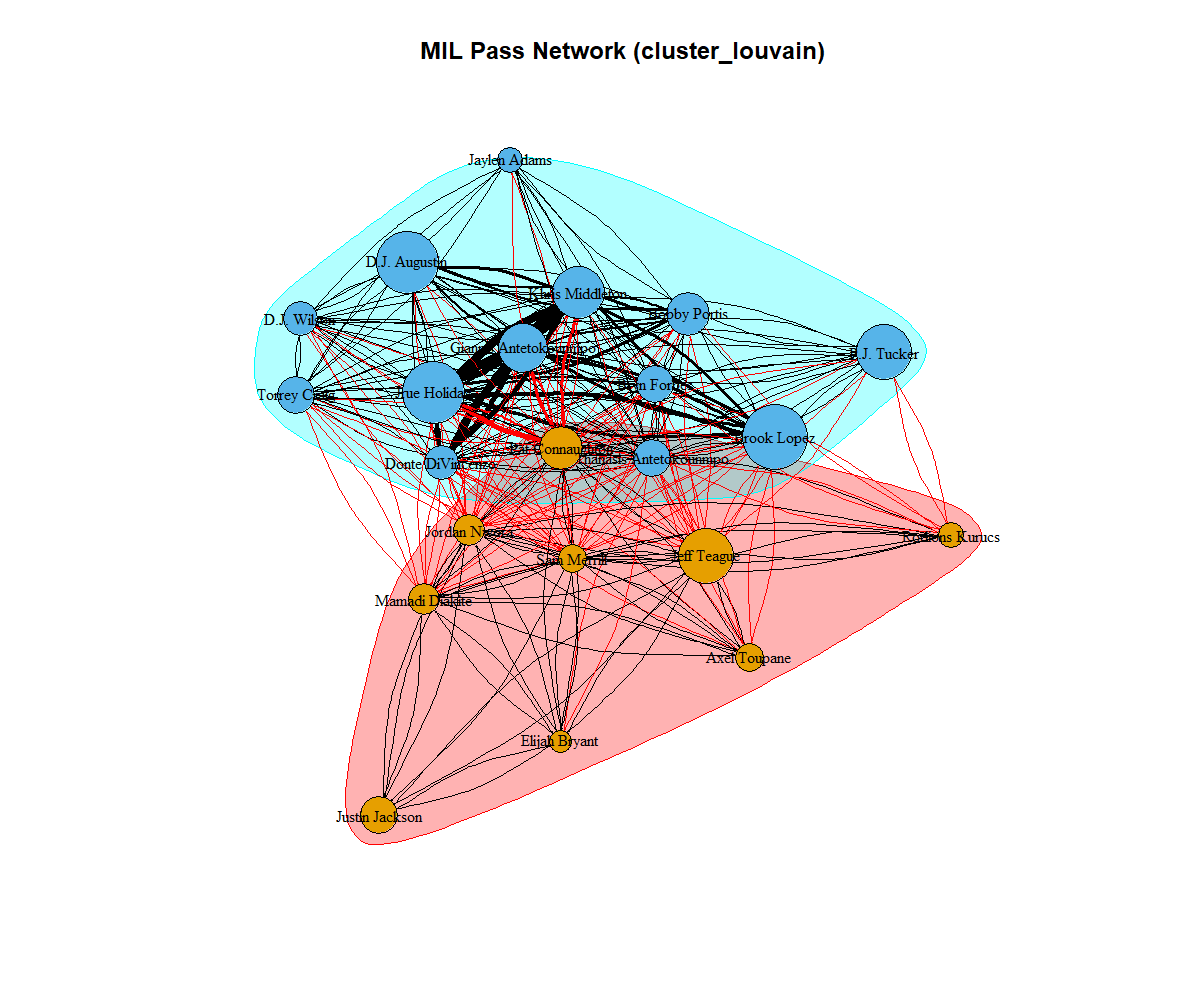 MIL Pass Network (cluster_louvain)
Jaylen Adams
D.J. Augustin
Khris Middleton
D.J. Wilson
Bobby Portis
Giannis Antetokounmpo
P.J. Tucker
Bryn Forbes
Jrue Holiday
Torrey Craig
Brook Lopez
Pat Connaughton
Thanasis Antetokounmpo
Donte DiVincenzo
Jordan Nwora
Rodions Kurucs
Jeff Teague
Sam Merrill
Mamadi Diakite
Axel Toupane
Elijah Bryant
Justin Jackson